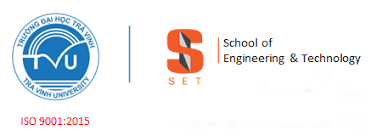 TRƯỜNG ĐẠI HỌC TRÀ VINH
TVU
TRA VINH UNIVERSITY
ISO 9001:2015
S
SET
School of
Engineering & Technology